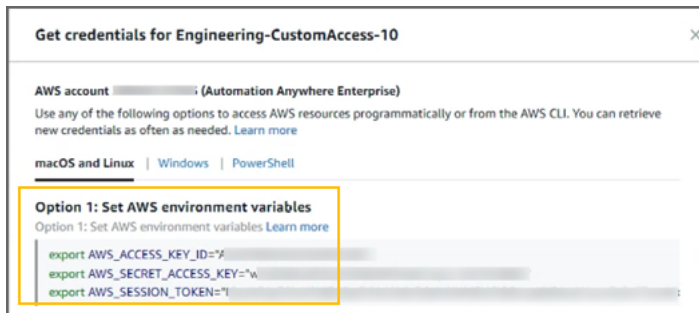 Get credentials for Engineering-CustomAccess-10
AWS account (Automation Anywhere Enterprise)
Use any of the following options to access AWS resources programmatically or from the AWS CLI. You can retrieve
new credentials as often as needed. Learn more
macOS and Linux | Windows | PowerShell
Option 1: Set AWS environment variables
Option 1: Set AWS environment variables Learn more
export AWS_ACCESS_KEY_ID="A
export AWS_SECRET_ACCESS_KEY="w
export AWS_SESSION_TOKEN="